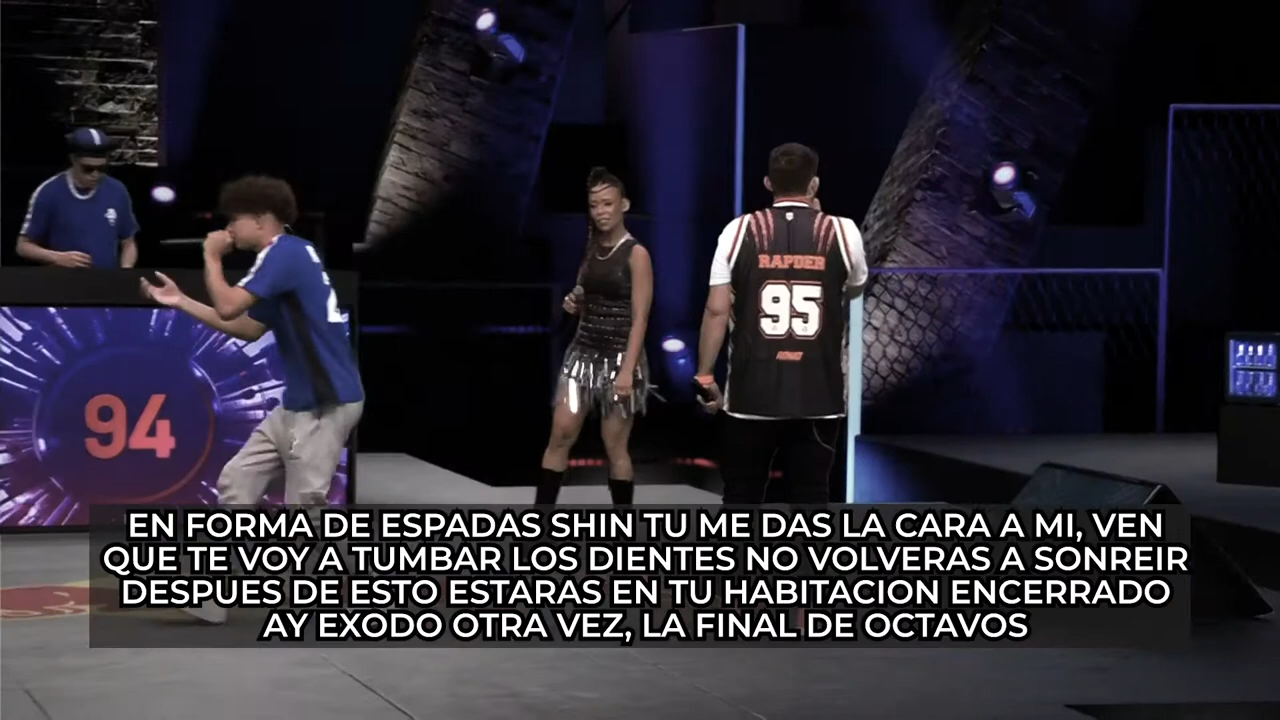 RAPDER
95
94
EN FORMA DE ESPADAS SHIN TU ME DAS LA CARA A MI, VEN
QUE TE VOY A TUMBAR LOS DIENTES NO VOLVERAS A SONREIR
DESPUES DE ESTO ESTARAS EN TU HABITACION ENCERRADO
AY EXODO OTRA VEZ, LA FINAL DE OCTAVOS